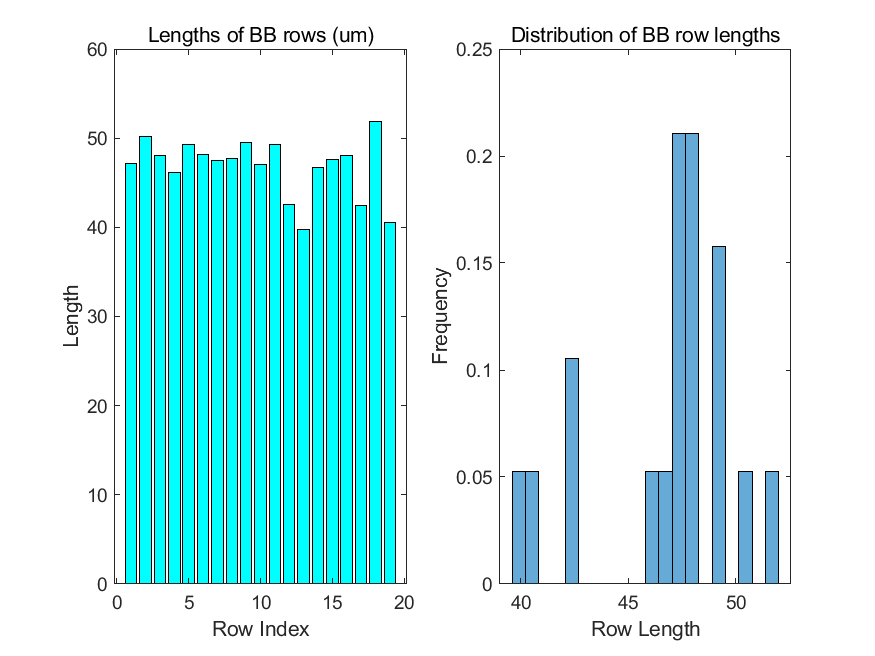 Lengths of BB rows (um)
60
50
40
30
20
10
0
Length
0 5 10 15 20
Row Index
Distribution of BB row lengths
0.25
0.2
0.15
0.1
0.05
0
Frequency
40 45 50
Row Length